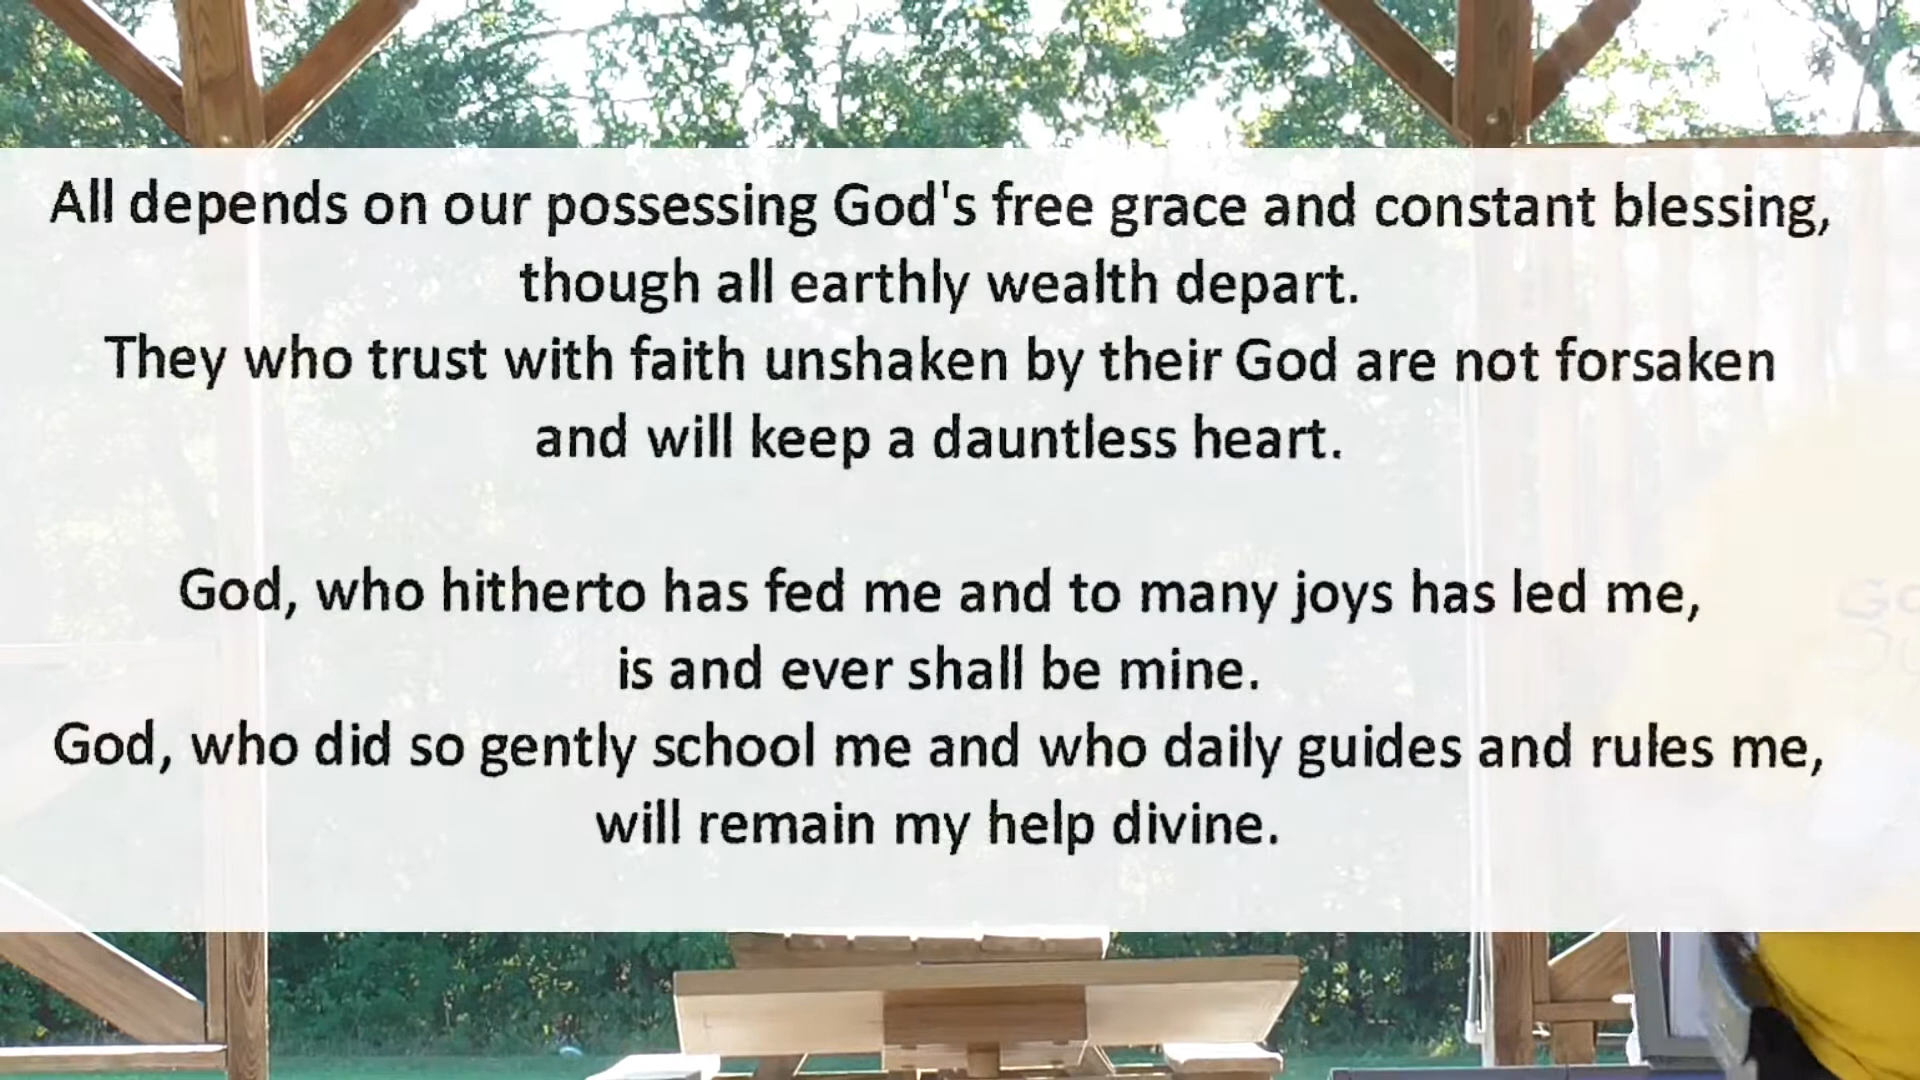 All depends on our possessing God's free grace and constant blessing,
though all earthly wealth depart.
They who trust with faith unshaken by their God are not forsaken
and will keep a dauntless heart.
God, who hitherto has fed me and to many joys has led me,
is and ever shall be mine.
God, who did so gently school me and who daily guides and rules me,
will remain my help divine.